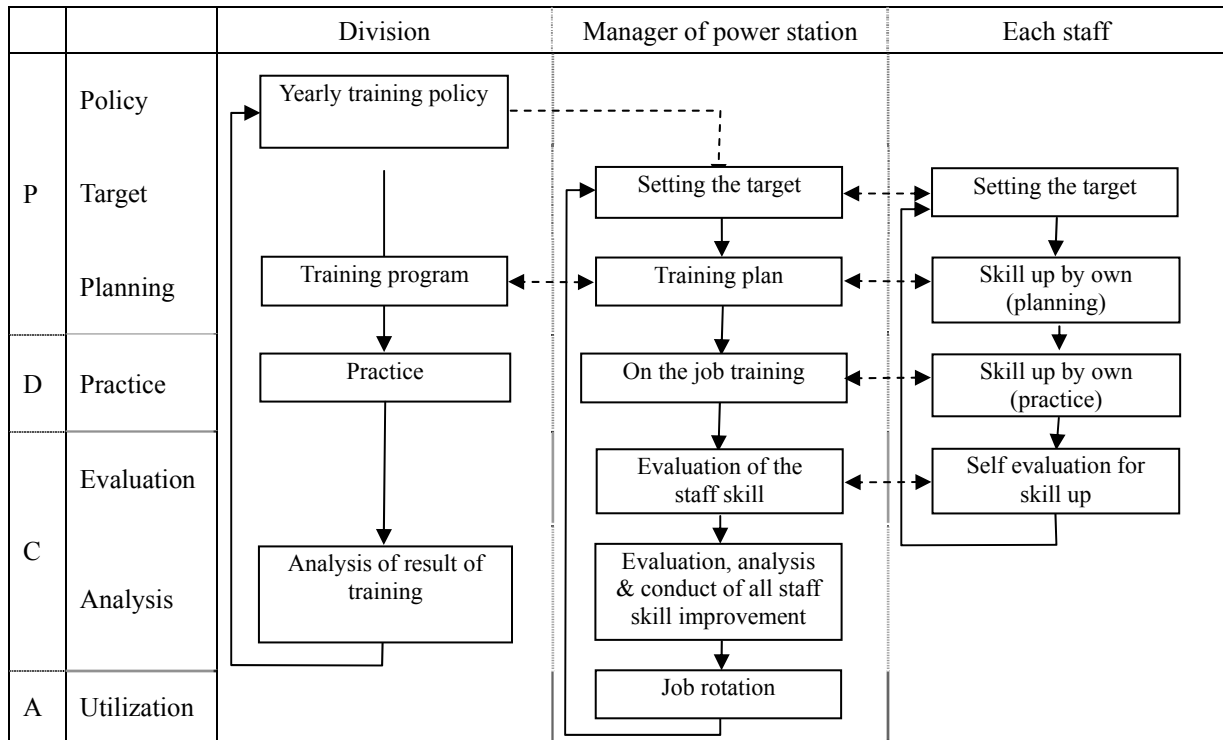 Division
Manager of power station
Each staff
Policy
Yearly training policy
P
Target
Setting the target
Setting the target
Planning
Training program
Training plan
Skill up by own
(planning)
D
Practice
Practice
On the job training
Skill up by own
(practice)
C
Evaluation
Evaluation of the
staff skill
Self evaluation for
skill up
Analysis
Analysis of result of
training
Evaluation, analysis
& conduct of all staff
skill improvement
A
Utilization
Job rotation